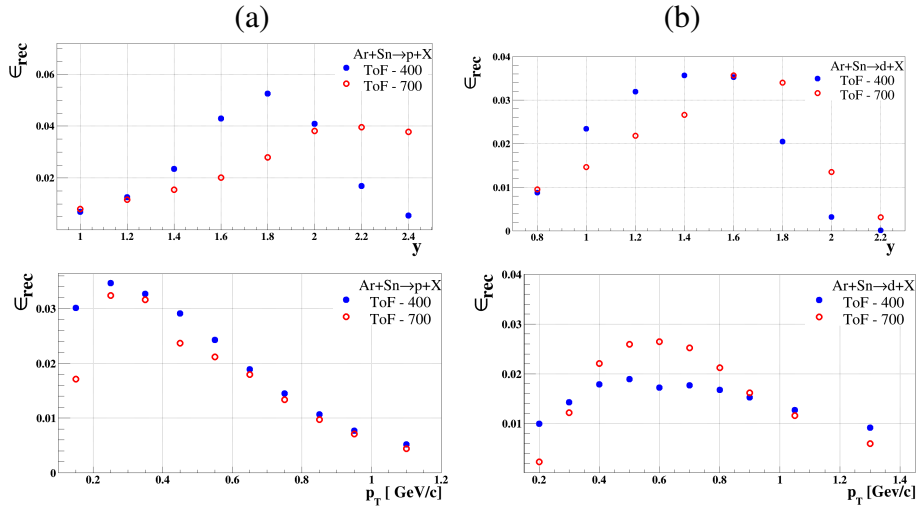 (a)
(b)
∈rec
Ar+Sn→p+X
ToF - 400
ToF - 700
0.06
0.04
0.02
1 1.2 1.4 1.6 1.8 2 2.2 2.4
y
∈rec
Ar+Sn→d+X
ToF - 400
ToF - 700
0.04
0.03
0.02
0.01
0
0.8 1 1.2 1.4 1.6 1.8 2 2.2
y
∈rec
Ar+Sn→p+X
ToF - 400
ToF - 700
0.03
0.02
0.01
0
0.2 0.4 0.6 0.8 1 1.2
pT [ GeV/c]
∈rec
Ar+Sn→d+X
ToF - 400
ToF - 700
0.04
0.03
0.02
0.01
0
0.2 0.4 0.6 0.8 1 1.2 1.4
pT [GeV/c]